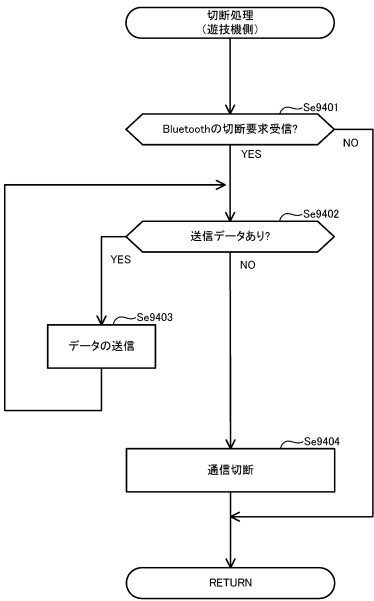 切断処理
(遊技機側)
Se9401
Bluetoothの切断要求受信?
NO
YES
Se9402
送信データあり?
YES
NO
Se9403
データの送信
Se9404
通信切断
RETURN